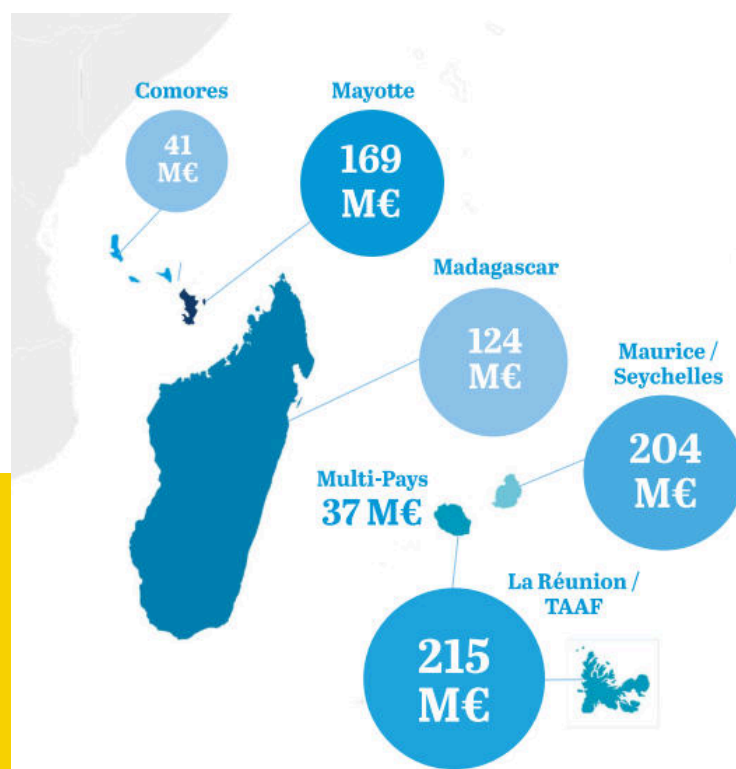 Comores
41
M€
Mayotte
169
M€
Madagascar
124
M€
Maurice /
Seychelles
204
M€
Multi-Pays
37 M€
La Réunion /
TAAF
215
M€